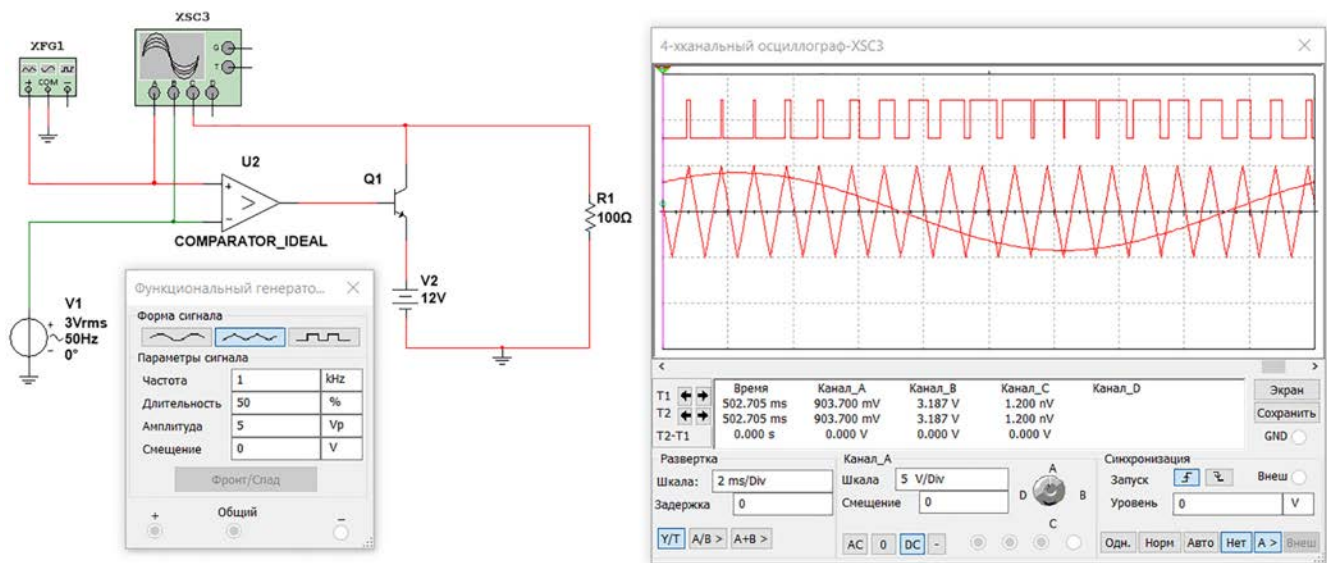 XSC3
XFG1
COM
G
T
A B C D
U2
Q1
R1
100Ω
COMPARATOR_IDEAL
V2
12V
V1
3Vrms
50Hz
0°
Функциональный генерато...
Форма сигнала
Параметры сигнала
Частота 1 kHz
Длительность 50 %
Амплитуда 5 Vp
Смещение 0 V
Фронт/Спад
+ Общий −
4-хканальный осциллограф-XSC3
Время Канал_A Канал_B Канал_C Канал_D
T1 502.705 ms 903.700 mV 3.187 V 1.200 nV
T2 502.705 ms 903.700 mV 3.187 V 1.200 nV
T2-T1 0.000 s 0.000 V 0.000 V 0.000 V
Экран
Сохранить
GND
Развертка
Шкала: 2 ms/Div
Задержка 0
Y/T A/B > A+B >
Канал_A
Шкала 5 V/Div
Смещение 0
AC 0 DC -
A
B
C
D
Синхронизация
Запуск Внеш
Уровень 0 V
Одн. Норм Авто Нет A > Внеш